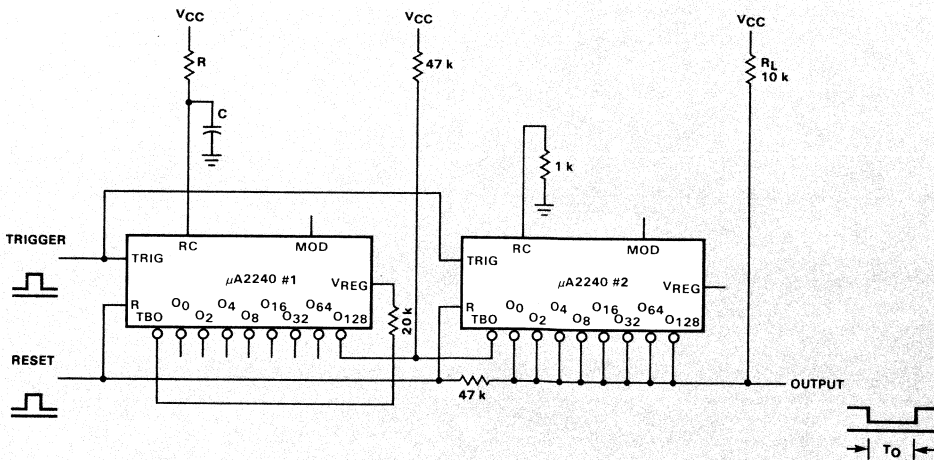 VCC
VCC
VCC
R
47 k
RL
10 k
C
1 k
TRIGGER
RC
MOD
RC
MOD
TRIG
TRIG
μA2240 #1
VREG
μA2240 #2
VREG
R
O0
O2
O4
O8
O16
O32
O64
O128
TBO
20 k
R
O0
O2
O4
O8
O16
O32
O64
O128
TBO
RESET
47 k
OUTPUT
TO